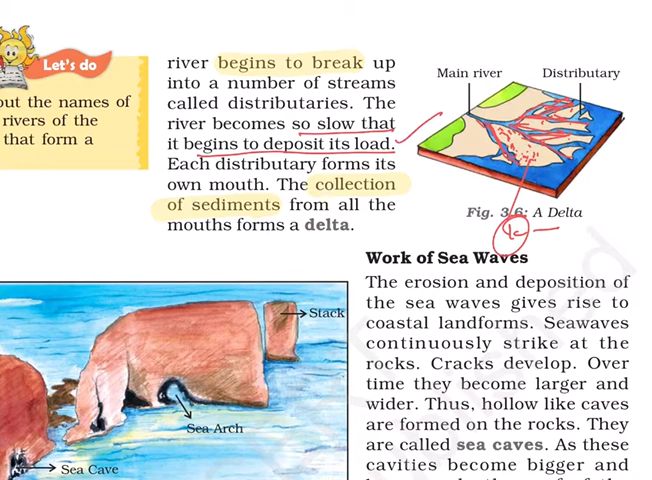 Let's do
out the names of
rivers of the
that form a
river begins to break up
into a number of streams
called distributaries. The
river becomes so slow that
it begins to deposit its load.
Each distributary forms its
own mouth. The collection
of sediments from all the
mouths forms a delta.
Main river
Distributary
Fig. 3.6: A Delta
Work of Sea Waves
The erosion and deposition of
the sea waves gives rise to
coastal landforms. Seawaves
continuously strike at the
rocks. Cracks develop. Over
time they become larger and
wider. Thus, hollow like caves
are formed on the rocks. They
are called sea caves. As these
cavities become bigger and
Stack
Sea Arch
Sea Cave